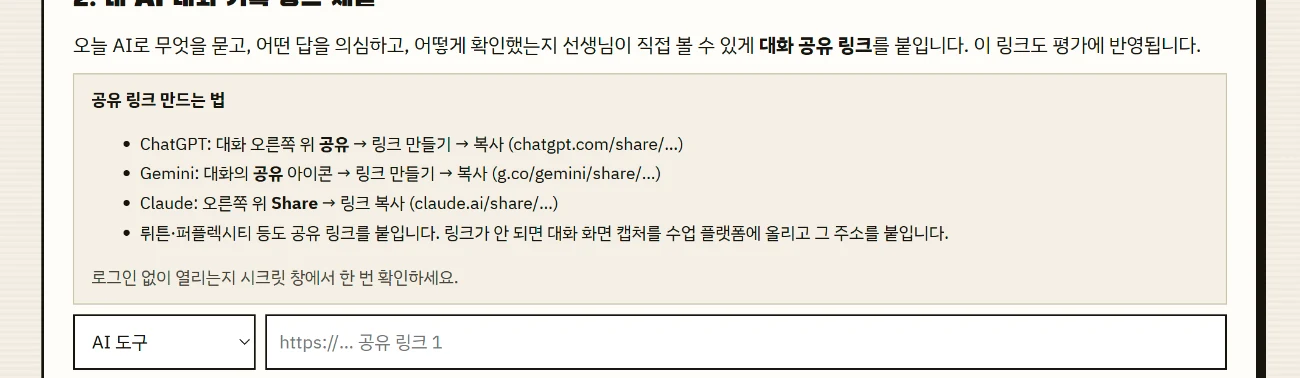 오늘 AI로 무엇을 묻고, 어떤 답을 의심하고, 어떻게 확인했는지 선생님이 직접 볼 수 있게 대화 공유 링크를 붙입니다. 이 링크도 평가에 반영됩니다.
공유 링크 만드는 법
• ChatGPT: 대화 오른쪽 위 공유 → 링크 만들기 → 복사 (chatgpt.com/share/...)
• Gemini: 대화의 공유 아이콘 → 링크 만들기 → 복사 (g.co/gemini/share/...)
• Claude: 오른쪽 위 Share → 링크 복사 (claude.ai/share/...)
• 뤼튼·퍼플렉시티 등도 공유 링크를 붙입니다. 링크가 안 되면 대화 화면 캡처를 수업 플랫폼에 올리고 그 주소를 붙입니다.
로그인 없이 열리는지 시크릿 창에서 한 번 확인하세요.
AI 도구
https://... 공유 링크 1